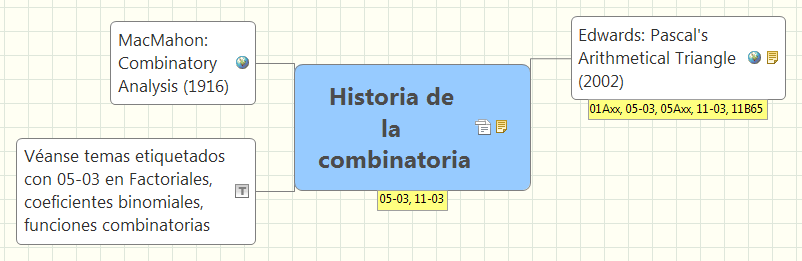 MacMahon:
Combinatory
Analysis (1916)
Véanse temas etiquetados
con 05-03 en Factoriales,
coeficientes binomiales,
funciones combinatorias
T
Historia de
la
combinatoria
05-03, 11-03
Edwards: Pascal's
Arithmetical Triangle
(2002)
01Axx, 05-03, 05Axx, 11-03, 11B65